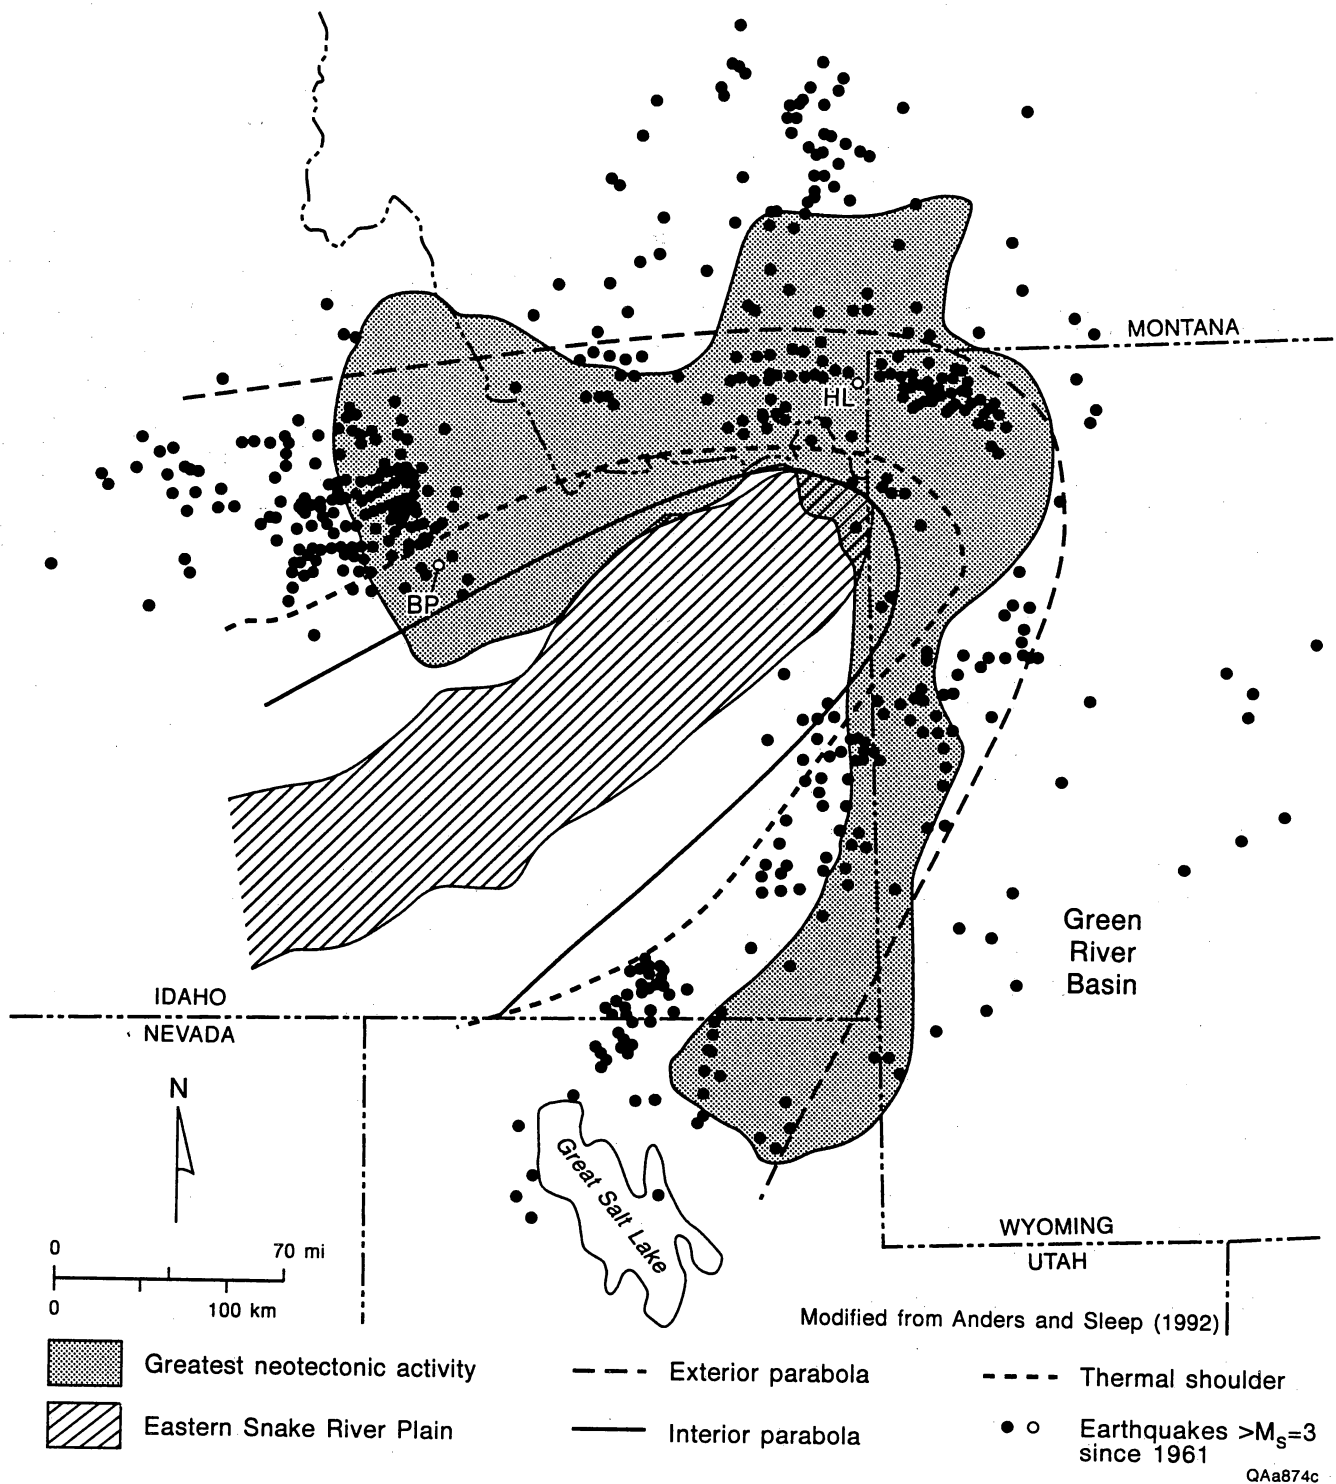 MONTANA
HL
BP
Green
River
Basin
IDAHO
NEVADA
N
Great Salt Lake
WYOMING
UTAH
0 70 mi
0 100 km
Modified from Anders and Sleep (1992)
Greatest neotectonic activity
Exterior parabola
Thermal shoulder
Eastern Snake River Plain
Interior parabola
Earthquakes >Ms=3
since 1961
QAa874c